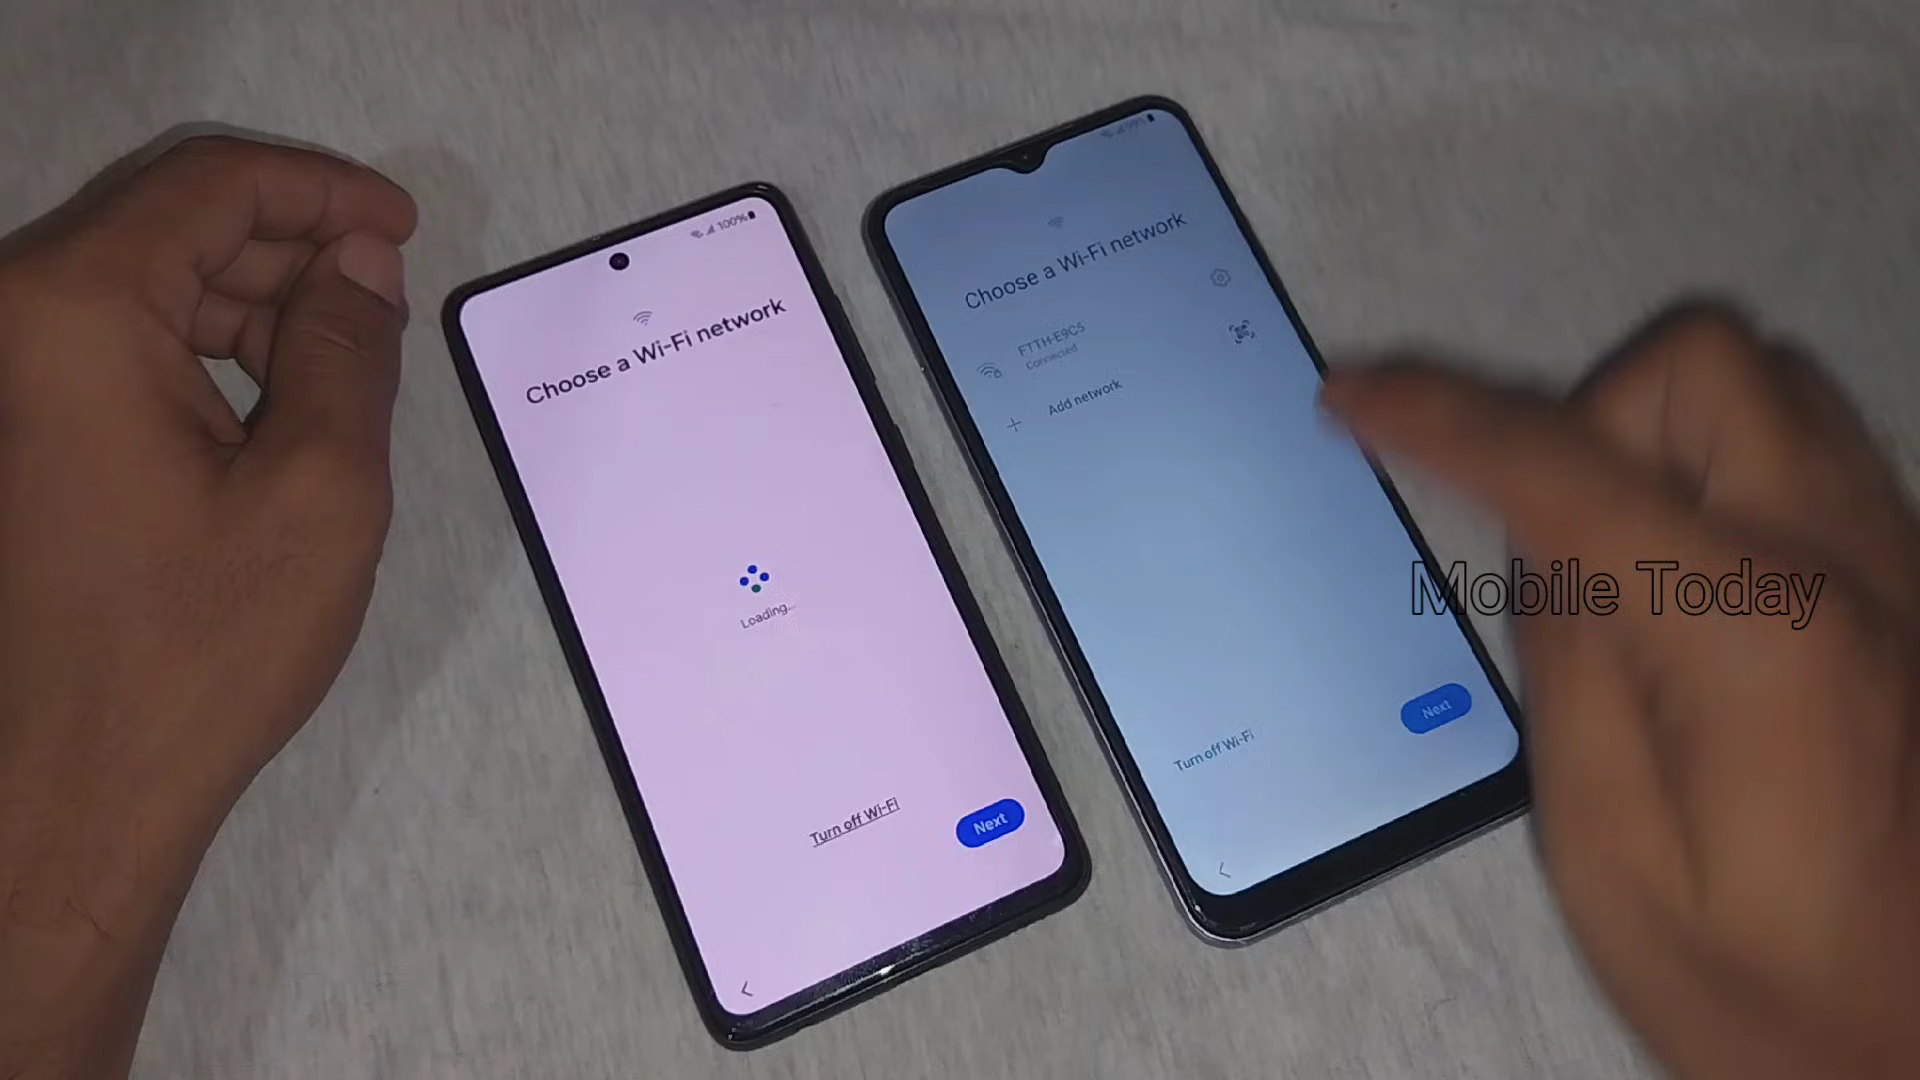 100%
Choose a Wi-Fi network
Loading...
Turn off Wi-Fi
Next
99%
Choose a Wi-Fi network
FTTH-E9C5
Connected
Add network
Turn off Wi-Fi
Next
Mobile Today